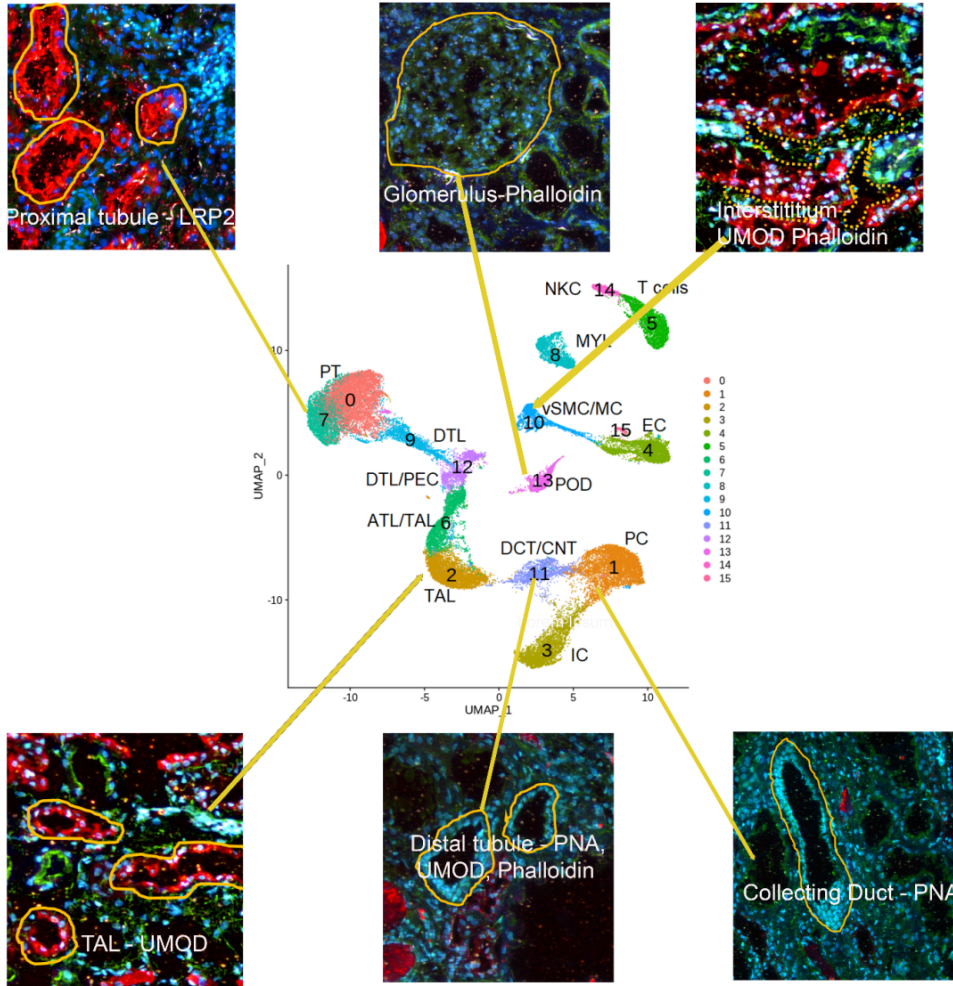 Proximal tubule - LRP2
Glomerulus-Phalloidin
Interstititium -
UMOD Phalloidin
NKC
14
T cells
5
MYL
8
PT
0
7
9
DTL
12
DTL/PEC
ATL/TAL
6
2
TAL
vSMC/MC
10
15
EC
4
13
POD
DCT/CNT
11
PC
1
3
IC
10
0
-10
UMAP_2
-10
-5
0
5
10
UMAP_1
0
1
2
3
4
5
6
7
8
9
10
11
12
13
14
15
TAL - UMOD
Distal tubule - PNA,
UMOD, Phalloidin
Collecting Duct - PNA